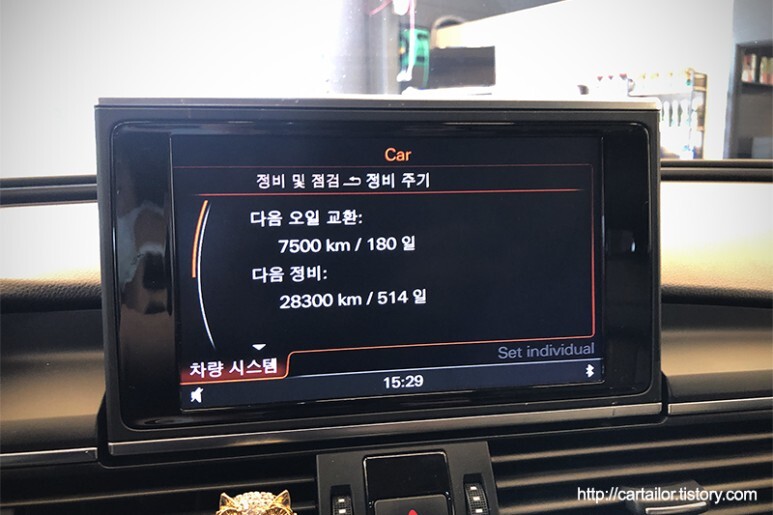 Car
정비 및 점검 정비 주기
다음 오일 교환:
7500 km / 180 일
다음 정비:
28300 km / 514 일
Set individual
차량 시스템
15:29
http://cartailor.tistory.com